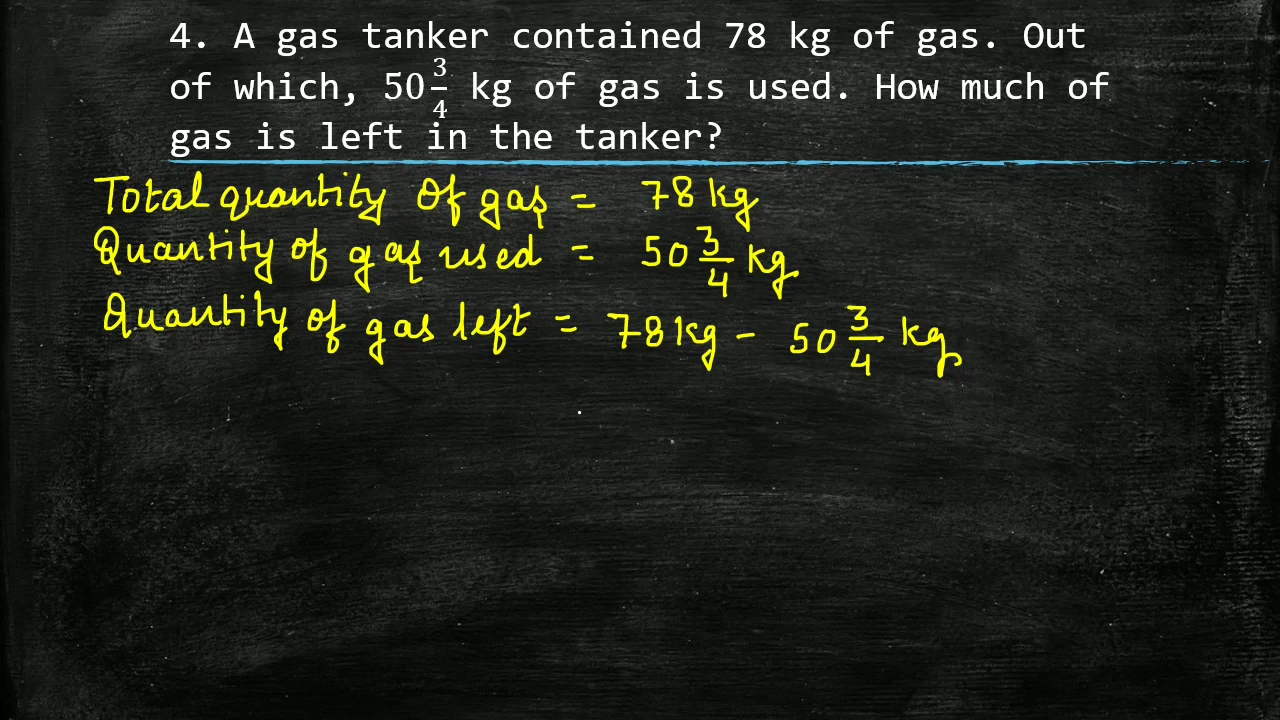 4. A gas tanker contained 78 kg of gas. Out
of which, 50 3/4 kg of gas is used. How much of
gas is left in the tanker?
Total quantity of gas = 78 kg
Quantity of gas used = 50 3/4 kg
Quantity of gas left = 78 kg - 50 3/4 kg